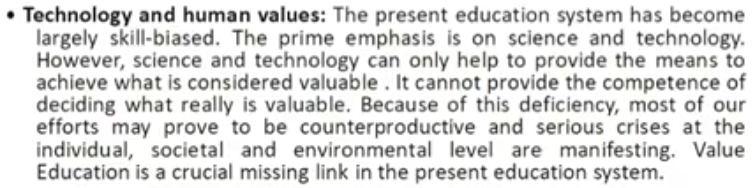 • Technology and human values: The present education system has become
largely skill-biased. The prime emphasis is on science and technology.
However, science and technology can only help to provide the means to
achieve what is considered valuable . It cannot provide the competence of
deciding what really is valuable. Because of this deficiency, most of our
efforts may prove to be counterproductive and serious crises at the
individual, societal and environmental level are manifesting. Value
Education is a crucial missing link in the present education system.